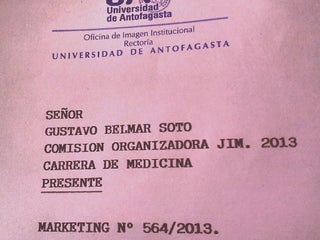 Universidad
de Antofagasta
Oficina de Imagen Institucional
Rectoría
UNIVERSIDAD DE ANTOFAGASTA
SEÑOR
GUSTAVO BELMAR SOTO
COMISION ORGANIZADORA JIM. 2013
CARRERA DE MEDICINA
PRESENTE
MARKETING Nº 564/2013.